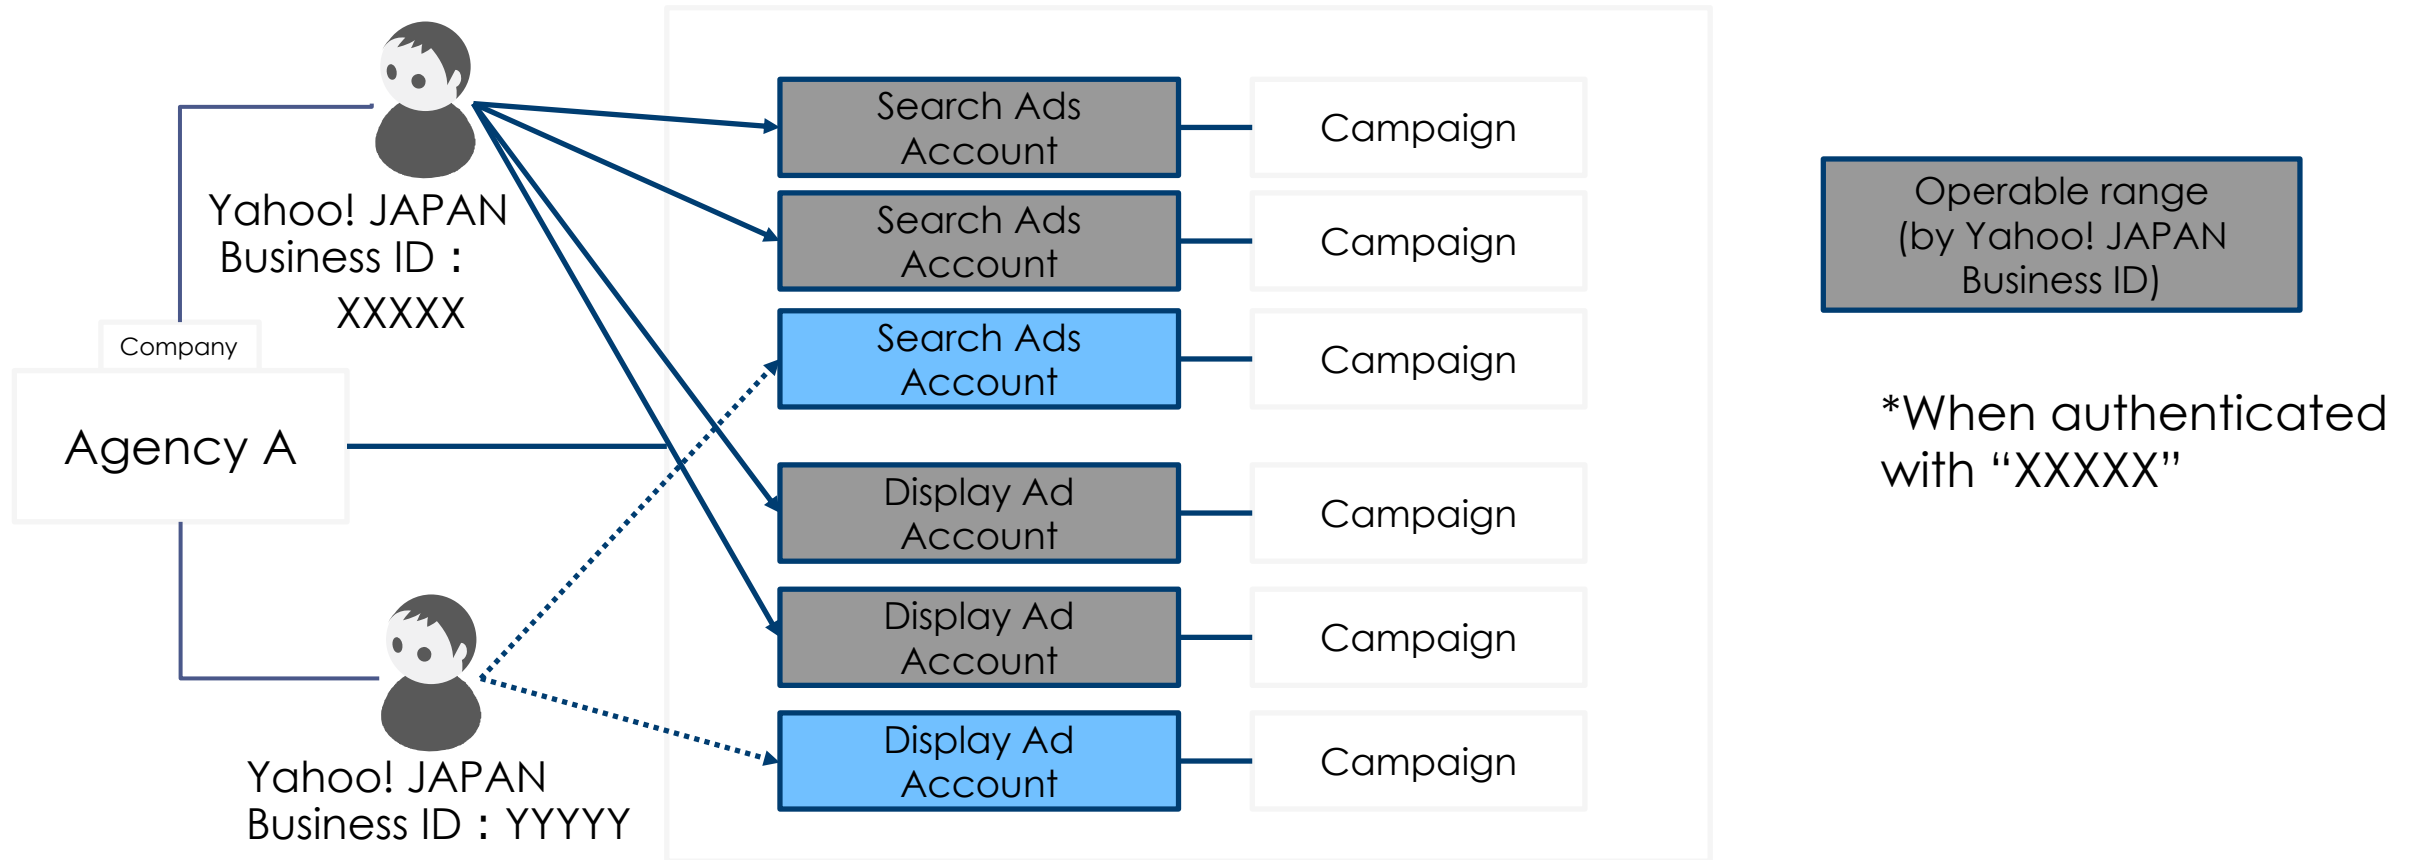 Yahoo! JAPAN
Business ID：
XXXXX
Company
Agency A
Yahoo! JAPAN
Business ID：YYYYY
Search Ads
Account
Campaign
Search Ads
Account
Campaign
Search Ads
Account
Campaign
Display Ad
Account
Campaign
Display Ad
Account
Campaign
Display Ad
Account
Campaign
Operable range
(by Yahoo! JAPAN
Business ID)
*When authenticated
with “XXXXX”